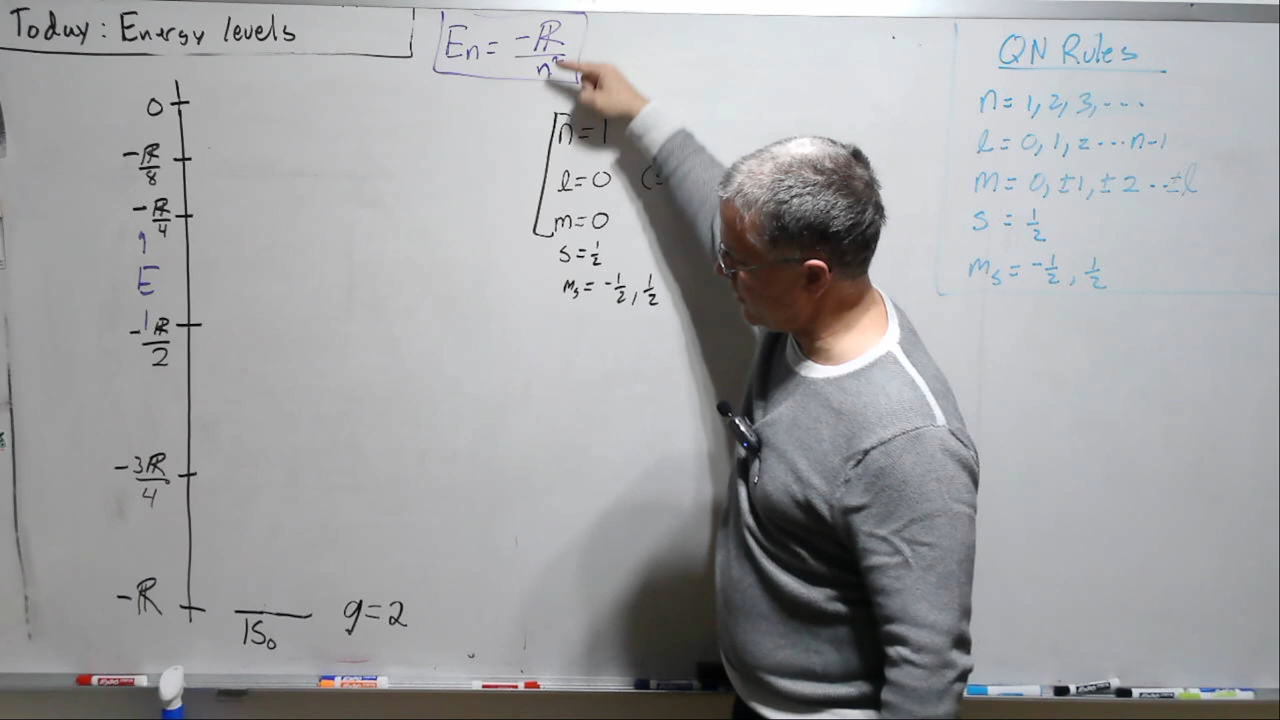 Today: Energy levels
En = -ℝ/n²
0
-ℝ/8
-ℝ/4
E
-ℝ/2
-3ℝ/4
-ℝ
1S₀ g=2
n=1
l=0 (
m=0
s=½
mₛ = -½, ½
QN Rules
n= 1, 2, 3, ...
l= 0, 1, 2 ... n-1
m= 0, ±1, ±2 .. ±l
s = ½
mₛ = -½, ½